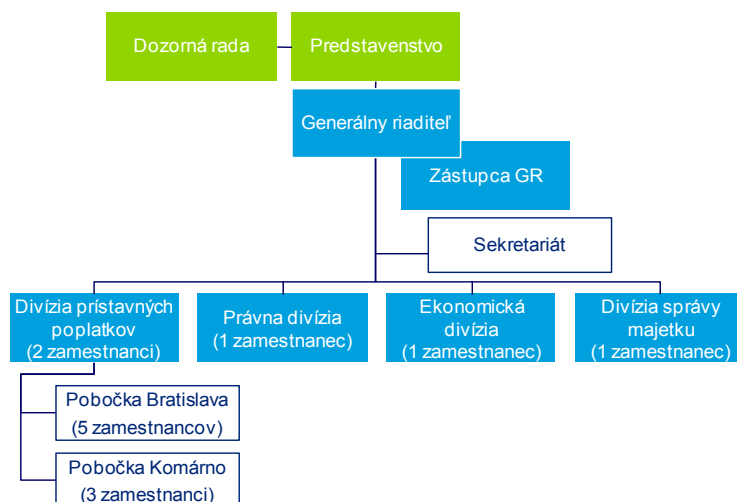 Dozorná rada
Predstavenstvo
Generálny riaditeľ
Zástupca GR
Sekretariát
Divízia prístavných
poplatkov
(2 zamestnanci)
Právna divízia
(1 zamestnanec)
Ekonomická
divízia
(1 zamestnanec)
Divízia správy
majetku
(1 zamestnanec)
Pobočka Bratislava
(5 zamestnancov)
Pobočka Komárno
(3 zamestnanci)